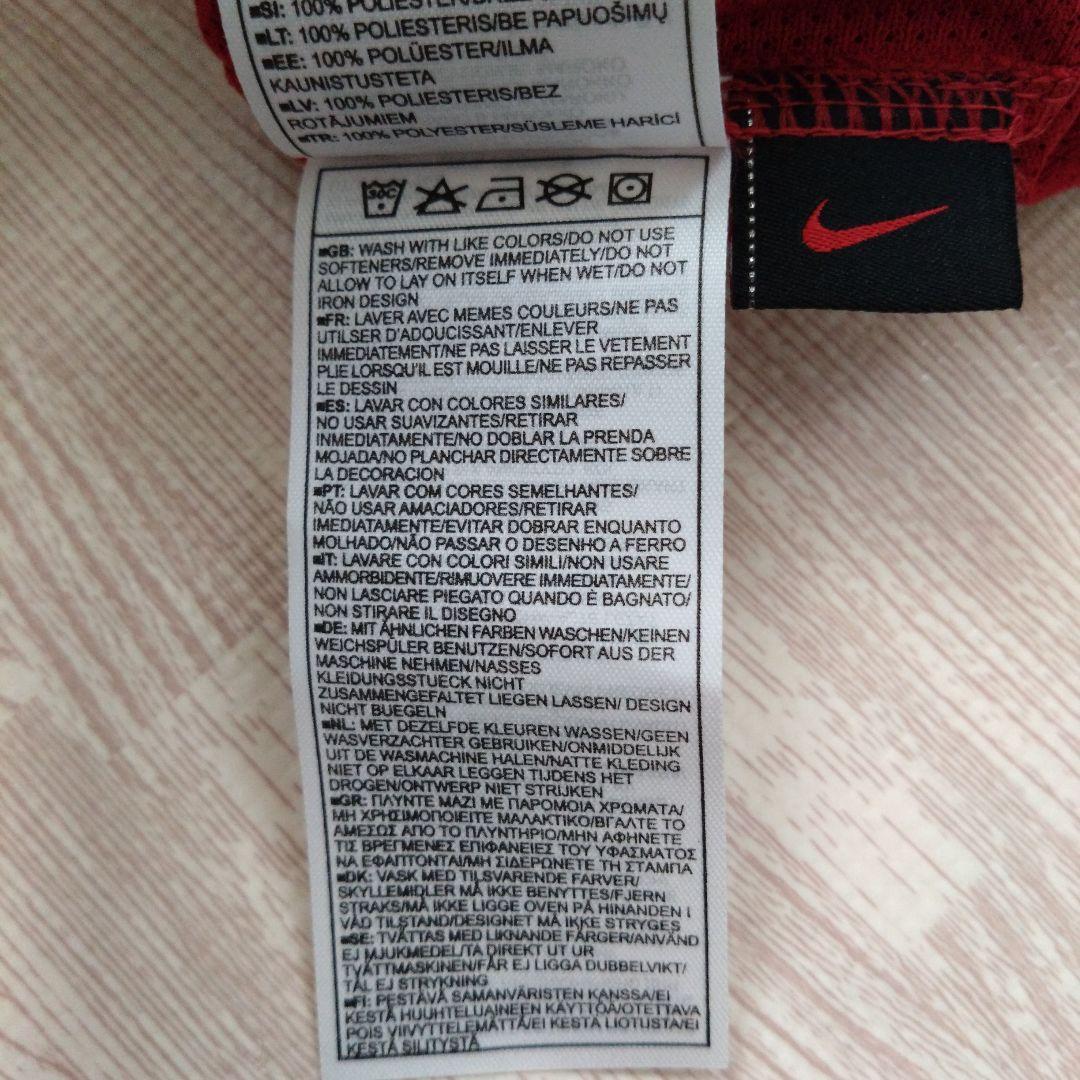 ■SI: 100% POLIESTER/
■LT: 100% POLIESTERIS/BE PAPUOŠIMŲ
■EE: 100% POLÜESTER/ILMA
KAUNISTUSTETA
■LV: 100% POLIESTERIS/BEZ
ROTĀJUMIEM
■TR: 100% POLYESTER/SÜSLEME HARİCİ
■GB: WASH WITH LIKE COLORS/DO NOT USE
SOFTENERS/REMOVE IMMEDIATELY/DO NOT
ALLOW TO LAY ON ITSELF WHEN WET/DO NOT
IRON DESIGN
■FR: LAVER AVEC MEMES COULEURS/NE PAS
UTILSER D'ADOUCISSANT/ENLEVER
IMMEDIATEMENT/NE PAS LAISSER LE VETEMENT
PLIE LORSQU'IL EST MOUILLE/NE PAS REPASSER
LE DESSIN
■ES: LAVAR CON COLORES SIMILARES/
NO USAR SUAVIZANTES/RETIRAR
INMEDIATAMENTE/NO DOBLAR LA PRENDA
MOJADA/NO PLANCHAR DIRECTAMENTE SOBRE
LA DECORACION
■PT: LAVAR COM CORES SEMELHANTES/
NÃO USAR AMACIADORES/RETIRAR
IMEDIATAMENTE/EVITAR DOBRAR ENQUANTO
MOLHADO/NÃO PASSAR O DESENHO A FERRO
■IT: LAVARE CON COLORI SIMILI/NON USARE
AMMORBIDENTE/RIMUOVERE IMMEDIATAMENTE/
NON LASCIARE PIEGATO QUANDO È BAGNATO/
NON STIRARE IL DISEGNO
■DE: MIT ÄHNLICHEN FARBEN WASCHEN/KEINEN
WEICHSPÜLER BENUTZEN/SOFORT AUS DER
MASCHINE NEHMEN/NASSES
KLEIDUNGSSTUECK NICHT
ZUSAMMENGEFALTET LIEGEN LASSEN/ DESIGN
NICHT BUEGELN
■NL: MET DEZELFDE KLEUREN WASSEN/GEEN
WASVERZACHTER GEBRUIKEN/ONMIDDELIJK
UIT DE WASMACHINE HALEN/NATTE KLEDING
NIET OP ELKAAR LEGGEN TIJDENS HET
DROGEN/ONTWERP NIET STRIJKEN
■GR: ΠΛΥΝΤΕ ΜΑΖΙ ΜΕ ΠΑΡΟΜΟΙΑ ΧΡΩΜΑΤΑ/
ΜΗ ΧΡΗΣΙΜΟΠΟΙΕΙΤΕ ΜΑΛΑΚΤΙΚΟ/ΒΓΑΛΤΕ ΤΟ
ΑΜΕΣΩΣ ΑΠΟ ΤΟ ΠΛΥΝΤΗΡΙΟ/ΜΗΝ ΑΦΗΝΕΤΕ
ΤΙΣ ΒΡΕΓΜΕΝΕΣ ΕΠΙΦΑΝΕΙΕΣ ΤΟΥ ΥΦΑΣΜΑΤΟΣ
ΝΑ ΕΦΑΠΤΟΝΤΑΙ/ΜΗ ΣΙΔΕΡΩΝΕΤΕ ΤΗ ΣΤΑΜΠΑ
■DK: VASK MED TILSVARENDE FARVER/
SKYLLEMIDLER MÅ IKKE BENYTTES/FJERN
STRAKS/MÅ IKKE LIGGE OVEN PÅ HINANDEN I
VÅD TILSTAND/DESIGNET MÅ IKKE STRYGES
■SE: TVÄTTAS MED LIKNANDE FÄRGER/ANVÄND
EJ MJUKMEDEL/TA DIREKT UT UR
TVÄTTMASKINEN/FÅR EJ LIGGA DUBBELVIKT/
TÅL EJ STRYKNING
■FI: PESTÄVÄ SAMANVÄRISTEN KANSSA/EI
KESTÄ HUUHTELUAINEEN KÄYTTÖÄ/OTETTAVA
POIS VIIVYTTELEMÄTTÄ/EI KESTÄ LIOTUSTA/EI
KESTÄ SILITYSTÄ